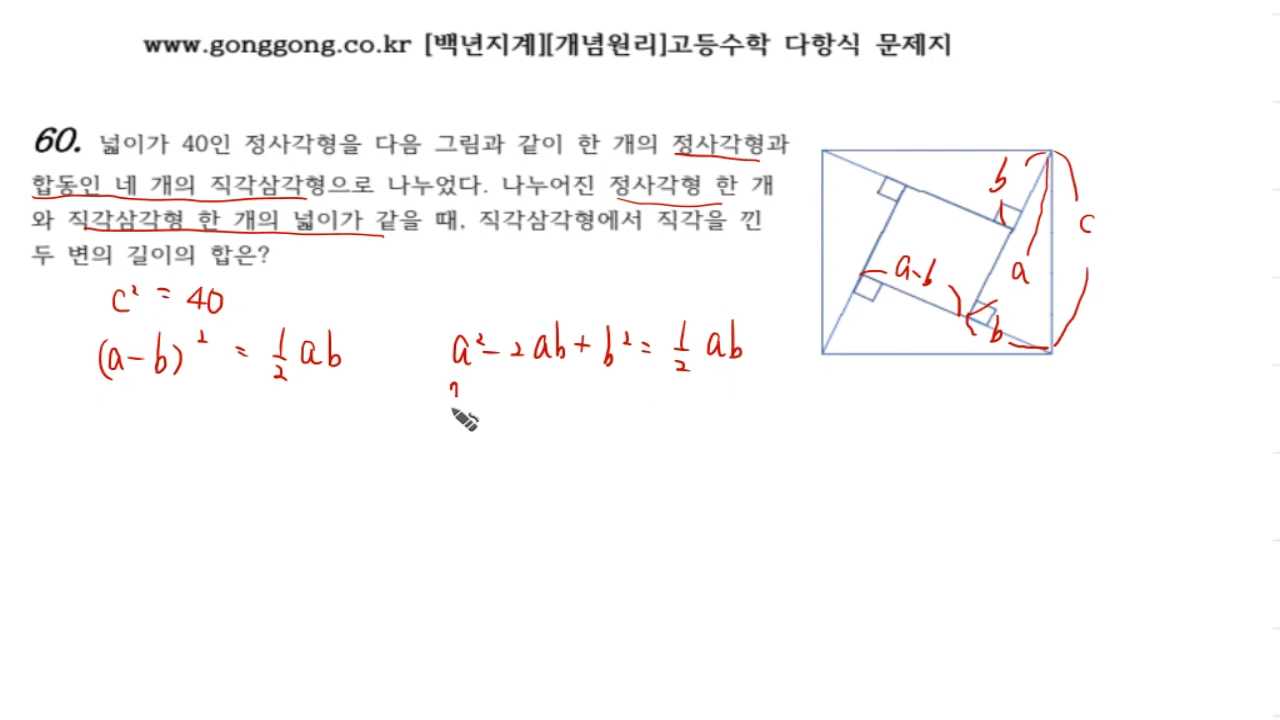 www.gonggong.co.kr [백년지계][개념원리]고등수학 다항식 문제지
60. 넓이가 40인 정사각형을 다음 그림과 같이 한 개의 정사각형과
합동인 네 개의 직각삼각형으로 나누었다. 나누어진 정사각형 한 개
와 직각삼각형 한 개의 넓이가 같을 때, 직각삼각형에서 직각을 낀
두 변의 길이의 합은?
b
c
a-b
a
b
c² = 40
(a-b)² = 1/2 ab
a² - 2ab + b² = 1/2 ab